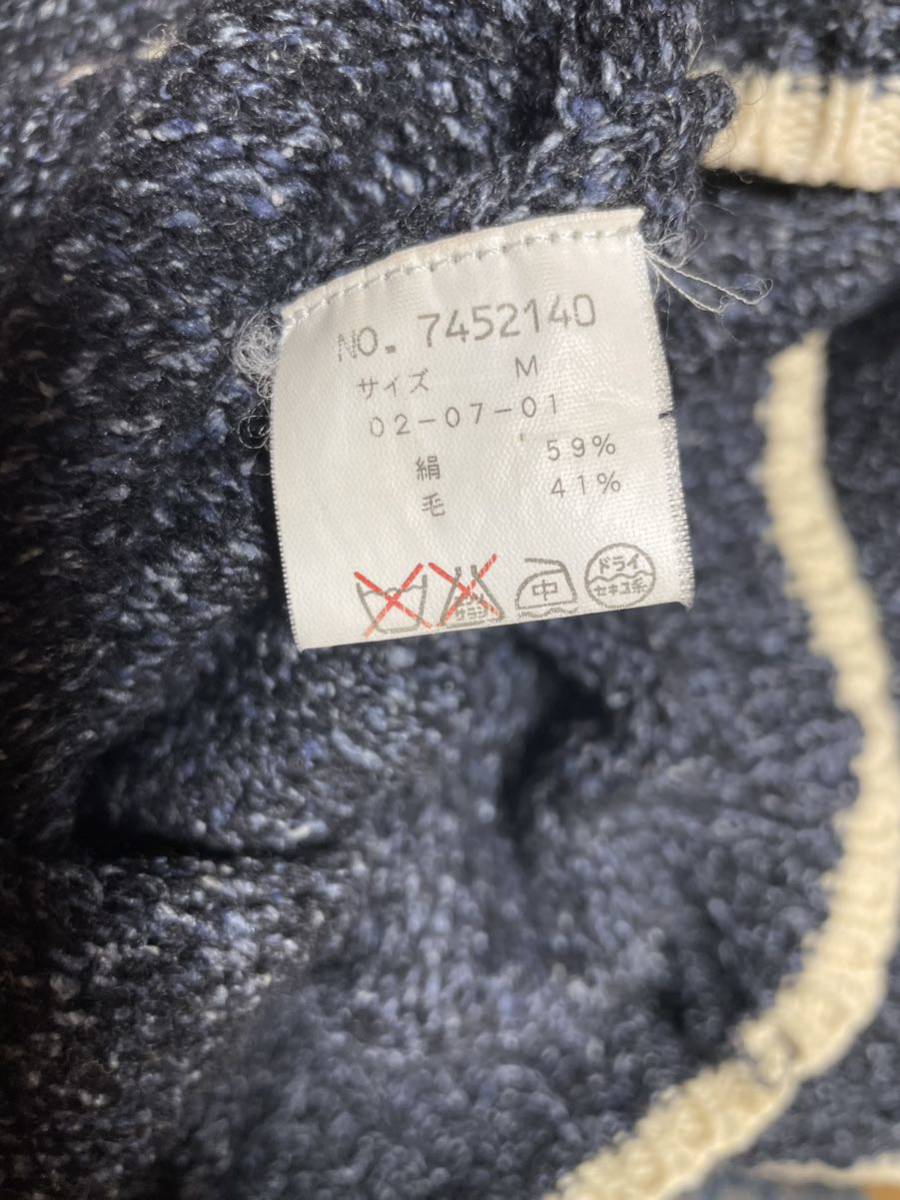 NO. 7452140
サイズ M
02-07-01
絹 59%
毛 41%
中 ドライ
セキユ系